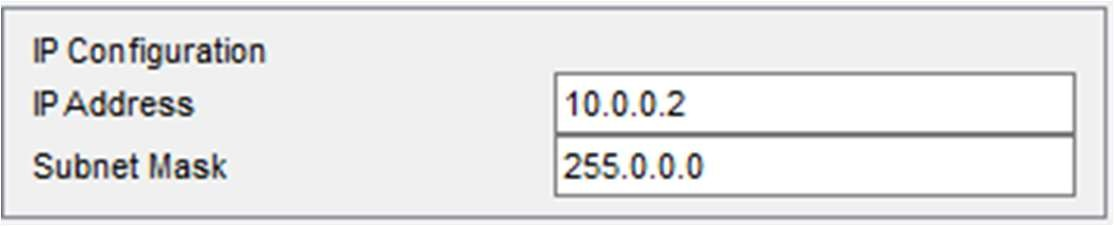 IP Configuration
IP Address 10.0.0.2
Subnet Mask 255.0.0.0